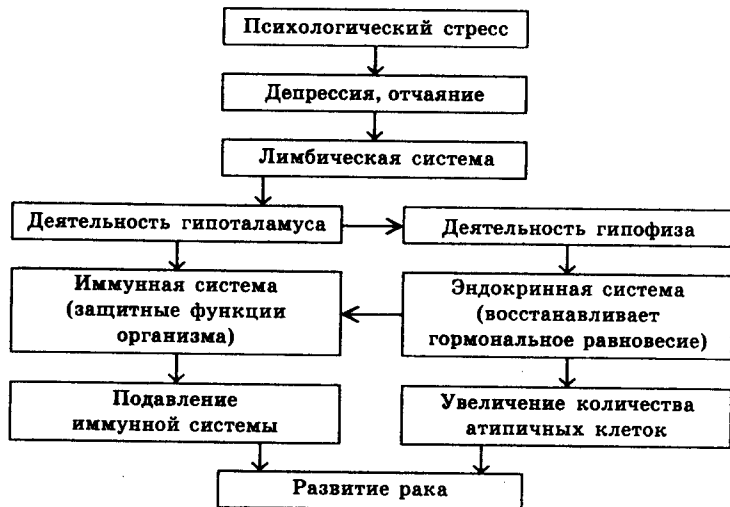 Психологический стресс
Депрессия, отчаяние
Лимбическая система
Деятельность гипоталамуса
Деятельность гипофиза
Иммунная система
(защитные функции
организма)
Эндокринная система
(восстанавливает
гормональное равновесие)
Подавление
иммунной системы
Увеличение количества
атипичных клеток
Развитие рака